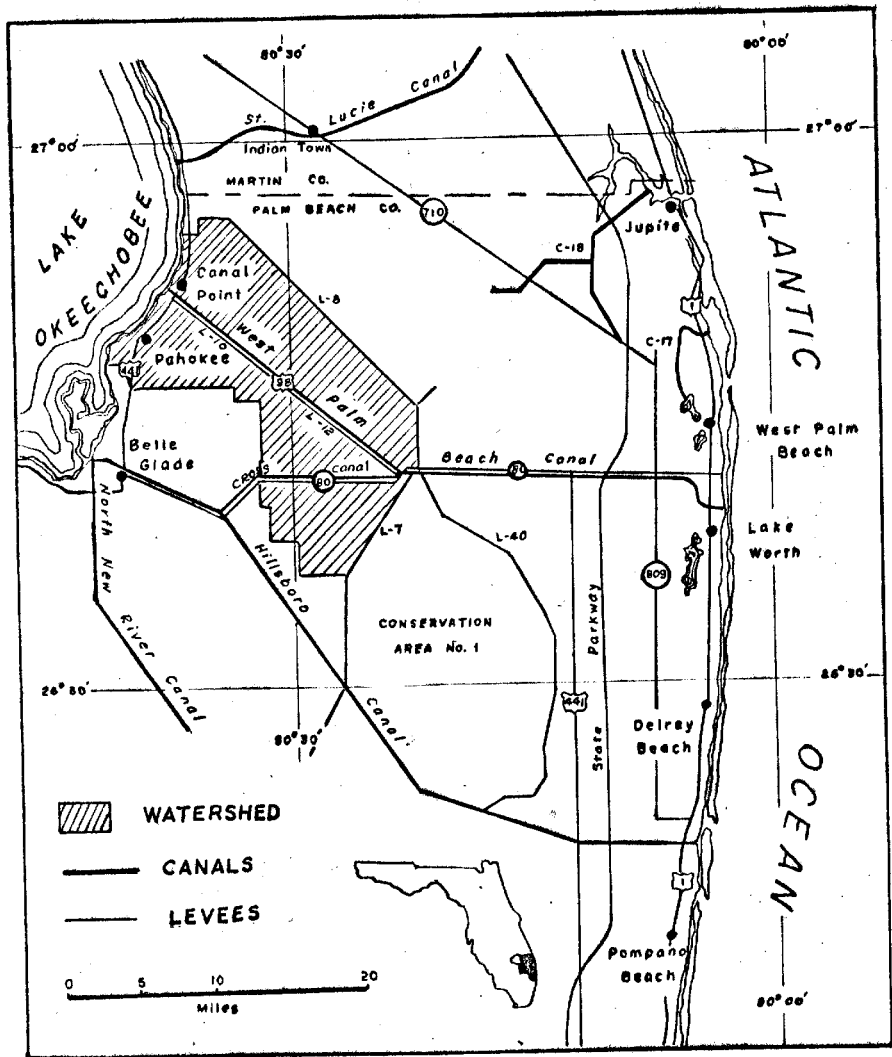 80°30'
80°00'
St. Lucie Canal
27°00'
Indian Town
27°00'
MARTIN CO.
PALM BEACH CO.
710
ATLANTIC
LAKE
OKEECHOBEE
Jupite
C-18
Canal
Point
L-8
1
L-10
West
C-17
Pahokee
441
98
Palm
L-12
West Palm
Beach
Belle
Glade
CROSS
Canal
80
Beach Canal
L-7
L-40
Lake
Worth
North New
River Canal
Hillsboro
Canal
809
CONSERVATION
AREA No. 1
Parkway
State
26°30'
26°30'
441
80°30'
Delray
Beach
OCEAN
WATERSHED
CANALS
LEVEES
1
0 5 10 20
Miles
Pompano
Beach
80°00'